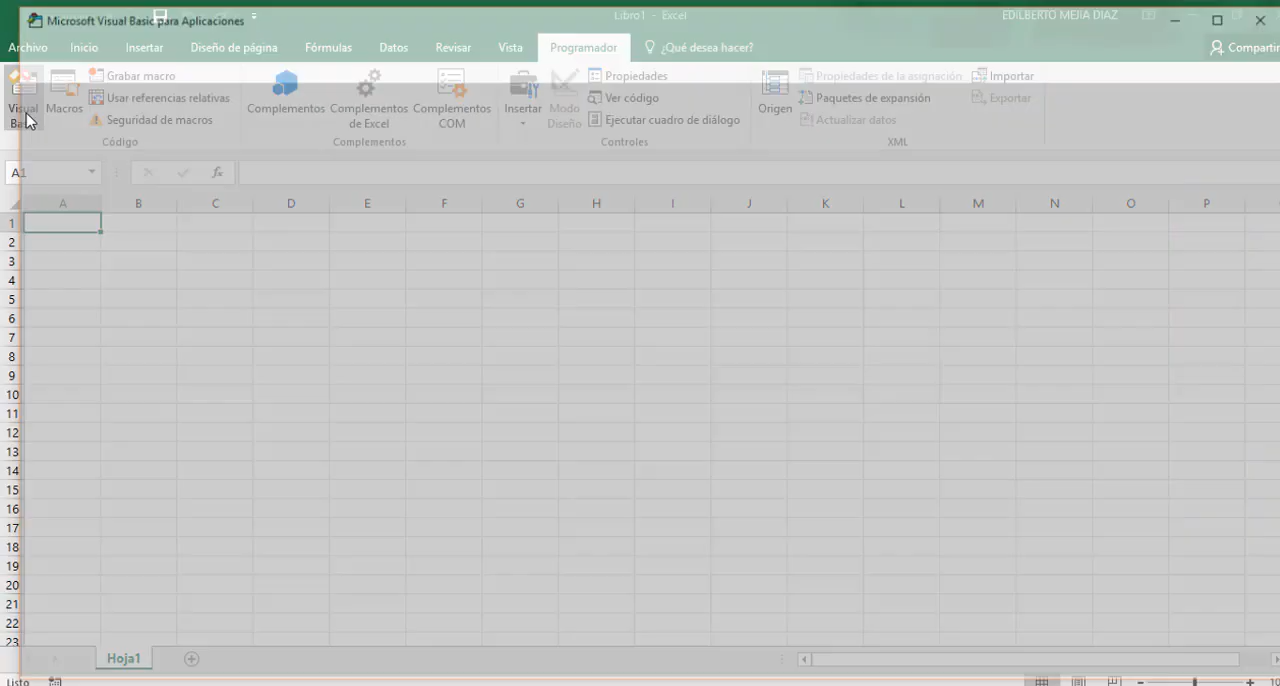 Microsoft Visual Basic para Aplicaciones
Libro1 - Excel
EDILBERTO MEJIA DIAZ
Archivo Inicio Insertar Diseño de página Fórmulas Datos Revisar Vista Programador ¿Qué desea hacer? Compartir
Visual Basic
Macros
Grabar macro
Usar referencias relativas
Seguridad de macros
Código
Complementos
Complementos de Excel
Complementos COM
Complementos
Insertar
Modo Diseño
Propiedades
Ver código
Ejecutar cuadro de diálogo
Controles
Origen
Propiedades de la asignación
Paquetes de expansión
Actualizar datos
Importar
Exportar
XML
A1
fx
A B C D E F G H I J K L M N O P
1
2
3
4
5
6
7
8
9
10
11
12
13
14
15
16
17
18
19
20
21
22
23
Hoja1
Listo